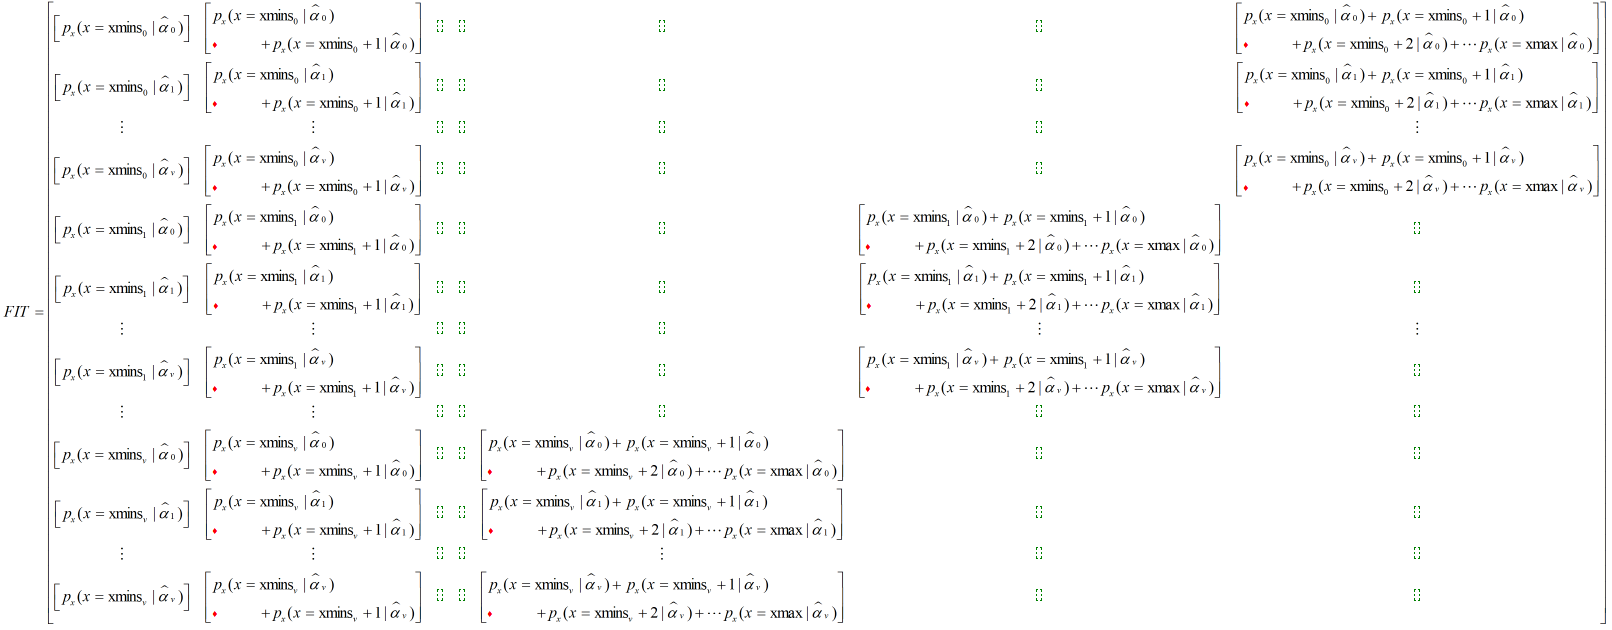 [p_x(x = xmins_0 | α̂_0)] [p_x(x = xmins_0 | α̂_0) + p_x(x = xmins_0 + 1 | α̂_0)] [p_x(x = xmins_0 | α̂_0) + p_x(x = xmins_0 + 1 | α̂_0) + p_x(x = xmins_0 + 2 | α̂_0) + ⋯ p_x(x = xmax | α̂_0)]
[p_x(x = xmins_0 | α̂_1)] [p_x(x = xmins_0 | α̂_1) + p_x(x = xmins_0 + 1 | α̂_1)] [p_x(x = xmins_0 | α̂_1) + p_x(x = xmins_0 + 1 | α̂_1) + p_x(x = xmins_0 + 2 | α̂_1) + ⋯ p_x(x = xmax | α̂_1)]
⋮ ⋮ ⋮
[p_x(x = xmins_0 | α̂_v)] [p_x(x = xmins_0 | α̂_v) + p_x(x = xmins_0 + 1 | α̂_v)] [p_x(x = xmins_0 | α̂_v) + p_x(x = xmins_0 + 1 | α̂_v) + p_x(x = xmins_0 + 2 | α̂_v) + ⋯ p_x(x = xmax | α̂_v)]
[p_x(x = xmins_1 | α̂_0)] [p_x(x = xmins_1 | α̂_0) + p_x(x = xmins_1 + 1 | α̂_0)] [p_x(x = xmins_1 | α̂_0) + p_x(x = xmins_1 + 1 | α̂_0) + p_x(x = xmins_1 + 2 | α̂_0) + ⋯ p_x(x = xmax | α̂_0)]
FIT = [p_x(x = xmins_1 | α̂_1)] [p_x(x = xmins_1 | α̂_1) + p_x(x = xmins_1 + 1 | α̂_1)] [p_x(x = xmins_1 | α̂_1) + p_x(x = xmins_1 + 1 | α̂_1) + p_x(x = xmins_1 + 2 | α̂_1) + ⋯ p_x(x = xmax | α̂_1)]
⋮ ⋮ ⋮ ⋮
[p_x(x = xmins_1 | α̂_v)] [p_x(x = xmins_1 | α̂_v) + p_x(x = xmins_1 + 1 | α̂_v)] [p_x(x = xmins_1 | α̂_v) + p_x(x = xmins_1 + 1 | α̂_v) + p_x(x = xmins_1 + 2 | α̂_v) + ⋯ p_x(x = xmax | α̂_v)]
⋮ ⋮
[p_x(x = xmins_v | α̂_0)] [p_x(x = xmins_v | α̂_0) + p_x(x = xmins_v + 1 | α̂_0)] [p_x(x = xmins_v | α̂_0) + p_x(x = xmins_v + 1 | α̂_0) + p_x(x = xmins_v + 2 | α̂_0) + ⋯ p_x(x = xmax | α̂_0)]
[p_x(x = xmins_v | α̂_1)] [p_x(x = xmins_v | α̂_1) + p_x(x = xmins_v + 1 | α̂_1)] [p_x(x = xmins_v | α̂_1) + p_x(x = xmins_v + 1 | α̂_1) + p_x(x = xmins_v + 2 | α̂_1) + ⋯ p_x(x = xmax | α̂_1)]
⋮ ⋮ ⋮
[p_x(x = xmins_v | α̂_v)] [p_x(x = xmins_v | α̂_v) + p_x(x = xmins_v + 1 | α̂_v)] [p_x(x = xmins_v | α̂_v) + p_x(x = xmins_v + 1 | α̂_v) + p_x(x = xmins_v + 2 | α̂_v) + ⋯ p_x(x = xmax | α̂_v)]